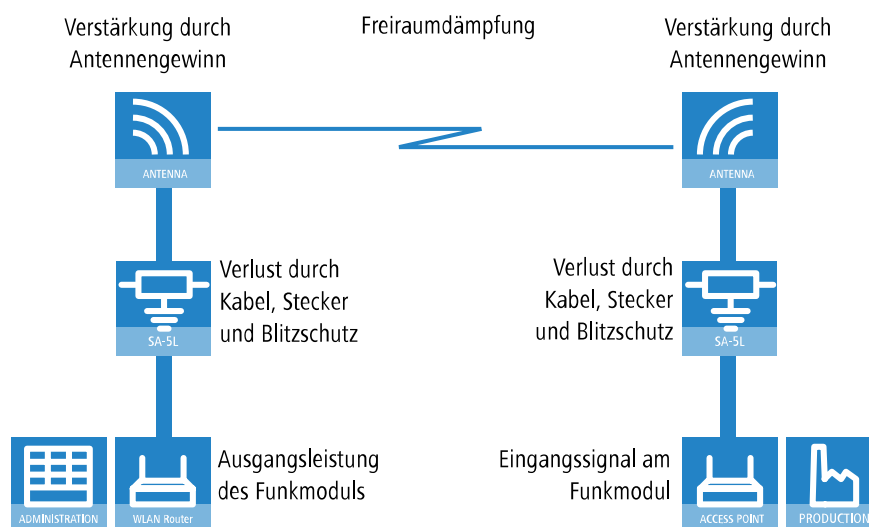 Verstärkung durch
Antennengewinn
Freiraumdämpfung
Verstärkung durch
Antennengewinn
ANTENNA
ANTENNA
Verlust durch
Kabel, Stecker
und Blitzschutz
SA-5L
Verlust durch
Kabel, Stecker
und Blitzschutz
SA-5L
ADMINISTRATION
WLAN Router
Ausgangsleistung
des Funkmoduls
Eingangssignal am
Funkmodul
ACCESS POINT
PRODUCTION